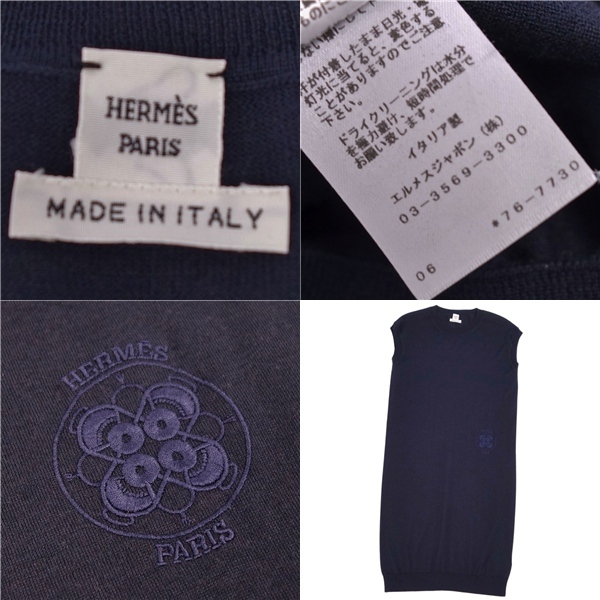 HERMÈS
PARIS
MADE IN ITALY
汗が付着したまま日光・
灯光に当てると、変色する
ことがありますのでご注意
下さい。
ドライクリーニングは水分
を極力避け、短時間処理で
お願い致します。
イタリア製
エルメスジャポン(株)
03-3569-3300
*76-7730
06
HERMÈS
PARIS